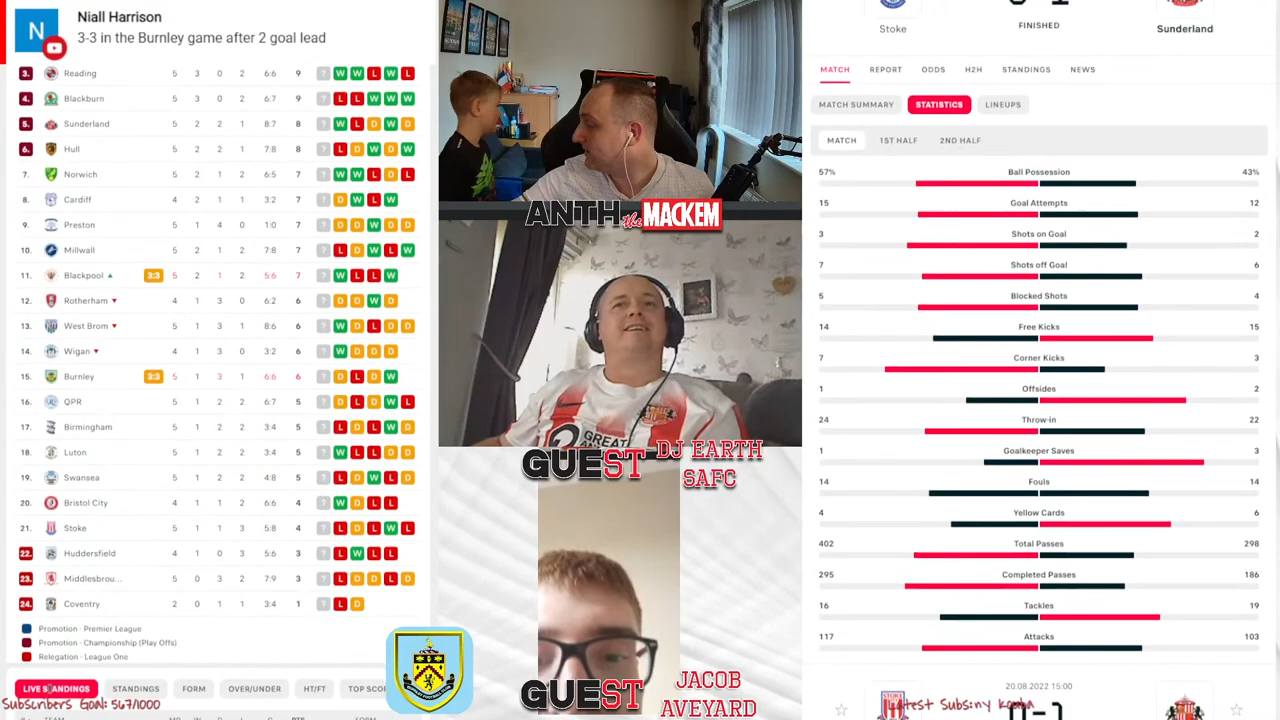 N
Niall Harrison
3-3 in the Burnley game after 2 goal lead
3. Reading 5 3 0 2 6:6 9 ? W W L W L
4. Blackburn 5 3 0 2 6:7 9 ? L L W W W
5. Sunderland 5 2 2 1 8:7 8 ? W L D W D
6. Hull 5 2 2 1 7:8 8 ? L D W D W
7. Norwich 5 2 1 2 6:5 7 ? W W L D L
8. Cardiff 4 2 1 1 3:2 7 ? D W L W
9. Preston 5 1 4 0 1:0 7 ? D D W D D
10. Millwall 5 2 1 2 7:8 7 ? L D W L W
11. Blackpool 3:3 5 2 1 2 5:6 7 ? W L L W
12. Rotherham 4 1 3 0 6:2 6 ? D D W D
13. West Brom 5 1 3 1 8:6 6 ? W D L D D
14. Wigan 4 1 3 0 3:2 6 ? W D D D
15. Burnley 3:3 5 1 3 1 6:6 6 ? D L D W
16. QPR 5 1 2 2 6:7 5 ? D L D W L
17. Birmingham 5 1 2 2 3:4 5 ? L D L D W
18. Luton 5 1 2 2 3:4 5 ? W L L D D
19. Swansea 5 1 2 2 4:8 5 ? L D W D L
20. Bristol City 4 1 1 2 6:6 4 ? W D L L
21. Stoke 5 1 1 3 5:8 4 ? L D L W L
22. Huddersfield 4 1 0 3 5:6 3 ? L W L L
23. Middlesbrou... 5 0 3 2 7:9 3 ? L D D L D
24. Coventry 2 0 1 1 3:4 1 ? L D
Promotion - Premier League
Promotion - Championship (Play Offs)
Relegation - League One
LIVE STANDINGS STANDINGS FORM OVER/UNDER HT/FT TOP SCO
Subscribers Goal: 567/1000
ANTH the MACKEM
GREAT
GUEST DJ EARTH
SAFC
GUEST JACOB
AVEYARD
Stoke
FINISHED
Sunderland
MATCH REPORT ODDS H2H STANDINGS NEWS
MATCH SUMMARY STATISTICS LINEUPS
MATCH 1ST HALF 2ND HALF
57% Ball Possession 43%
15 Goal Attempts 12
3 Shots on Goal 2
7 Shots off Goal 6
5 Blocked Shots 4
14 Free Kicks 15
7 Corner Kicks 3
1 Offsides 2
24 Throw-in 22
1 Goalkeeper Saves 3
14 Fouls 14
4 Yellow Cards 6
402 Total Passes 298
295 Completed Passes 186
16 Tackles 19
117 Attacks 103
20.08.2022 15:00
0-1
Latest Subs:ny kouba